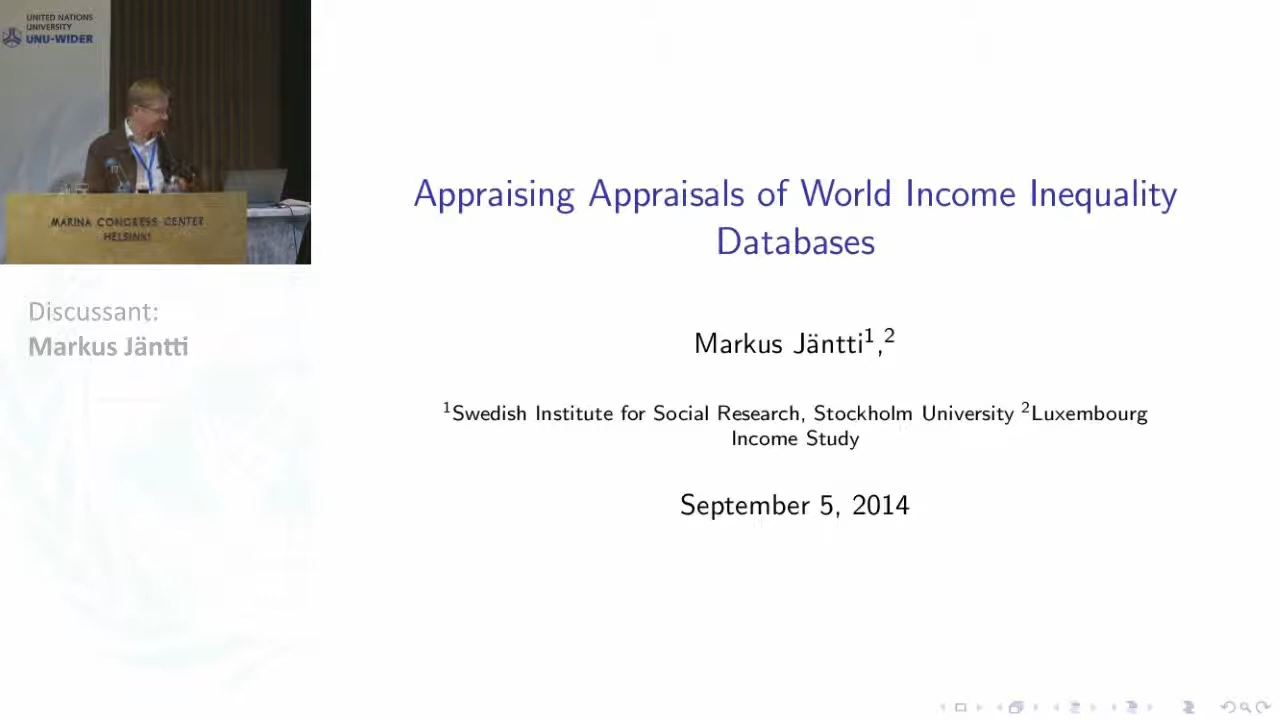 UNITED NATIONS
UNIVERSITY
UNU-WIDER
MARINA CONGRESS CENTER
HELSINKI
Discussant:
Markus Jäntti
Appraising Appraisals of World Income Inequality
Databases
Markus Jäntti¹,²
¹Swedish Institute for Social Research, Stockholm University ²Luxembourg
Income Study
September 5, 2014